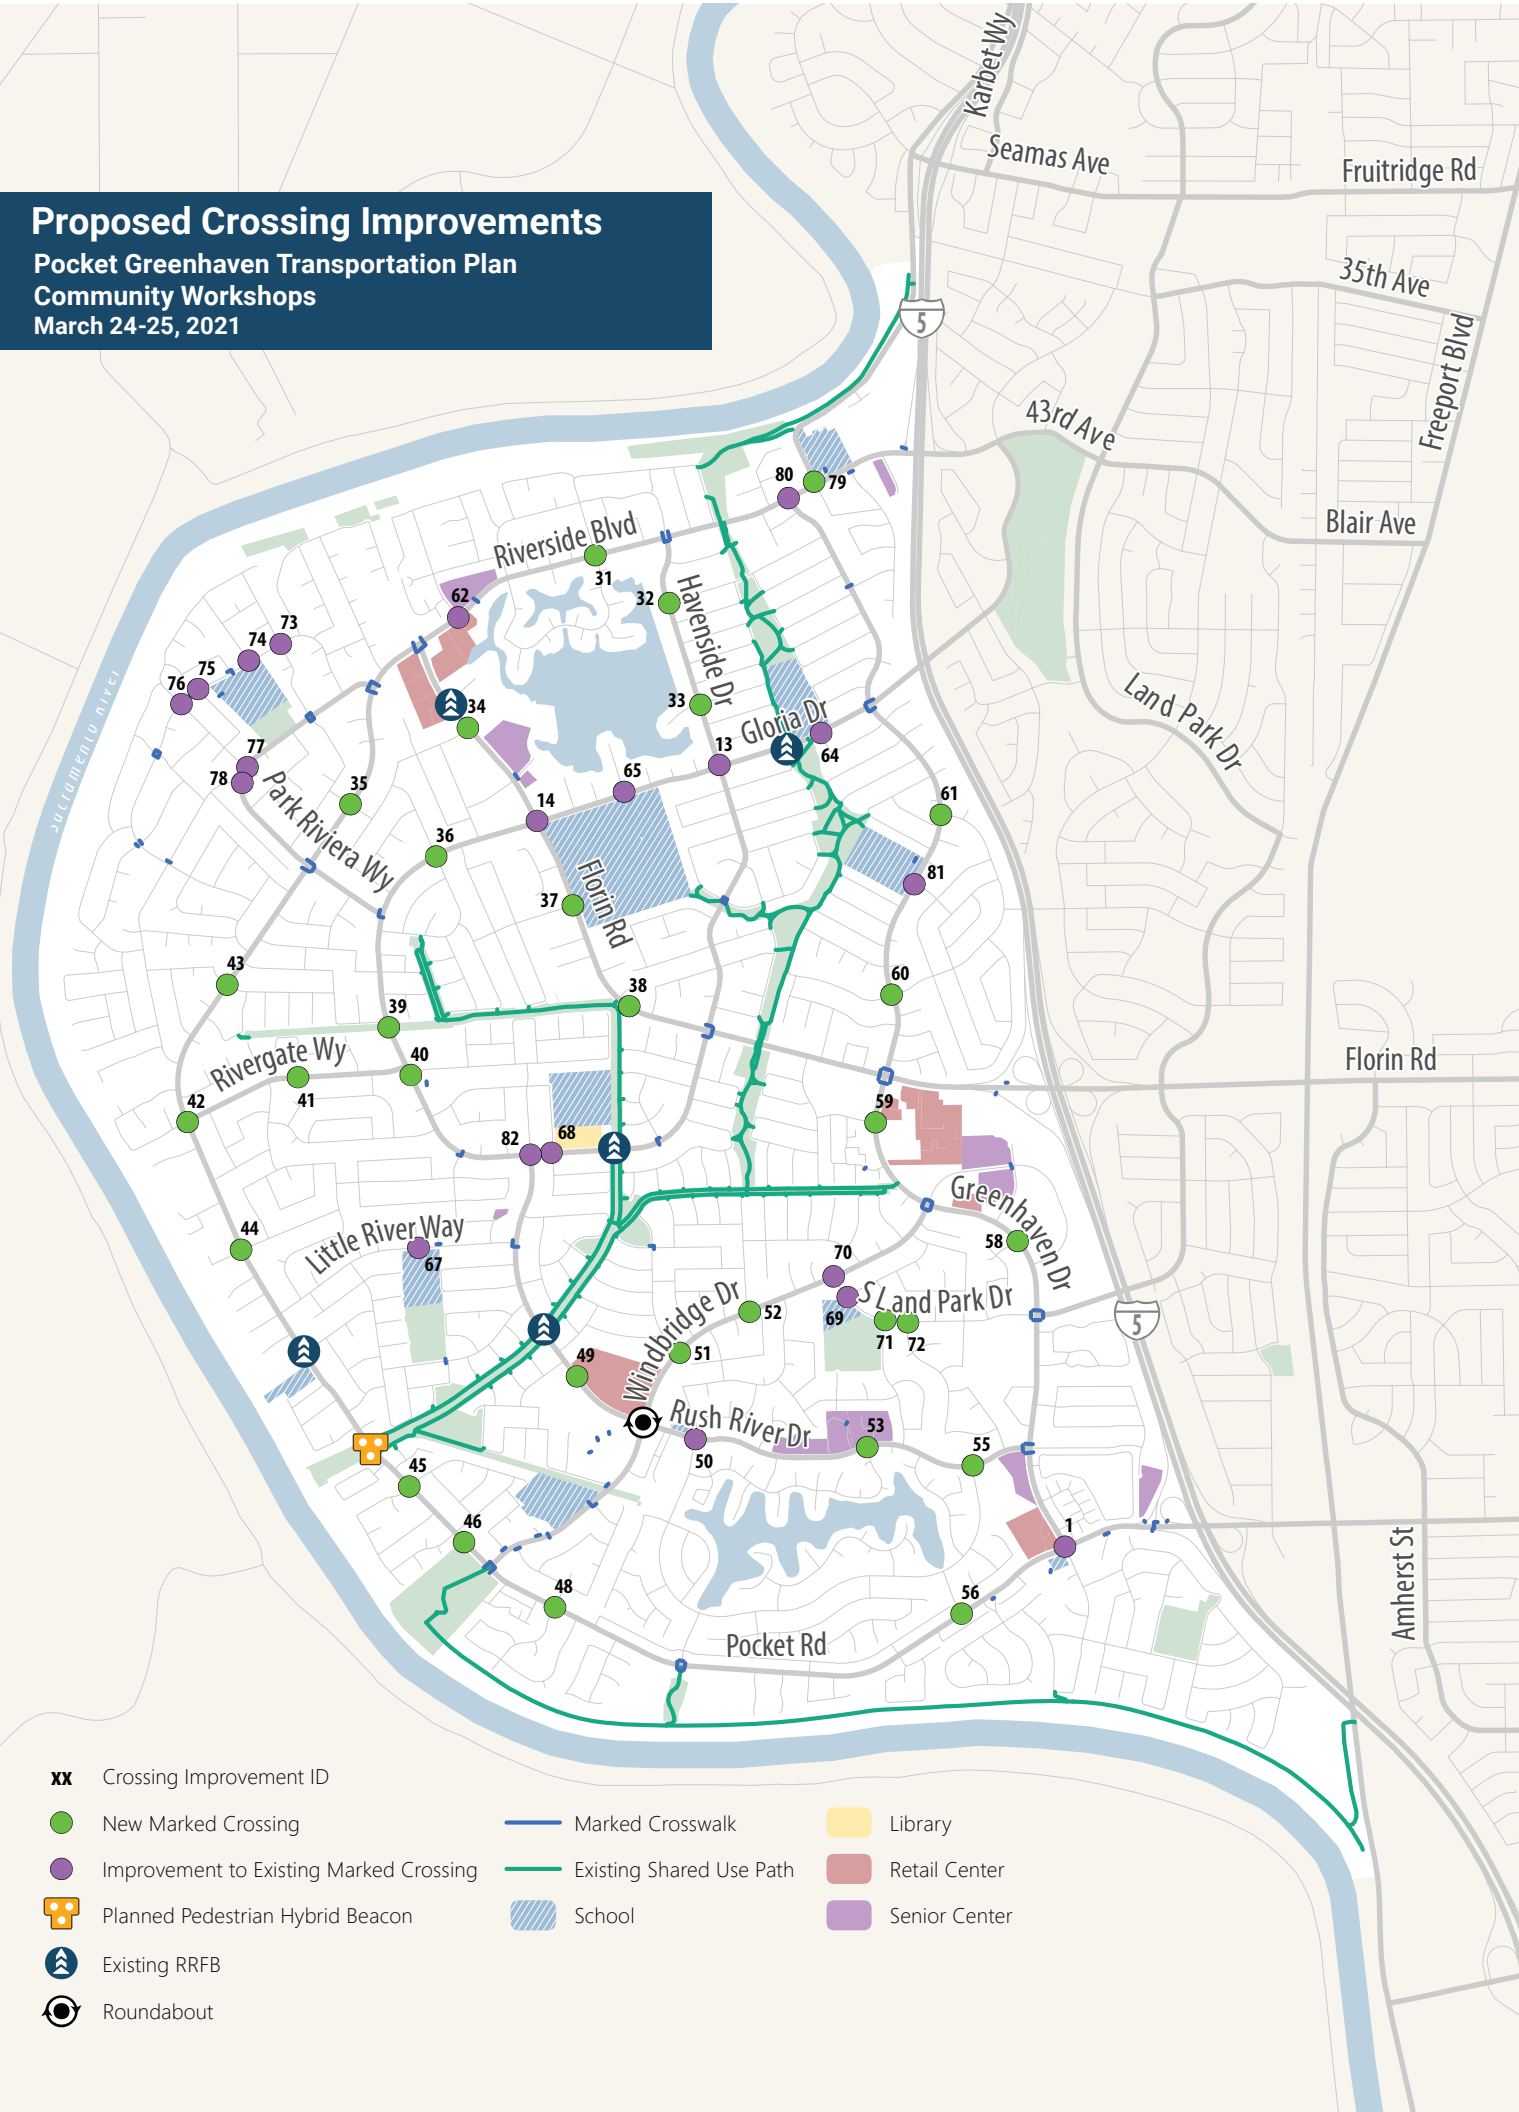 Karbet Wy
Seamas Ave
Fruitridge Rd
Proposed Crossing Improvements
Pocket Greenhaven Transportation Plan
Community Workshops
March 24-25, 2021
35th Ave
5
Freeport Blvd
43rd Ave
80
79
Blair Ave
Riverside Blvd
31
62
32
Havenside Dr
73
74
75
76
Sacramento River
34
33
Gloria Dr
64
Land Park Dr
13
77
78
65
35
Park Riviera Wy
14
61
36
81
37
Florin Rd
43
38
60
39
Rivergate Wy
40
41
42
Florin Rd
59
82
68
Greenhaven Dr
44
Little River Way
67
58
70
S Land Park Dr
69
71
72
5
Windbridge Dr
52
51
49
Rush River Dr
50
53
55
45
46
1
Amherst St
48
56
Pocket Rd
xx Crossing Improvement ID
New Marked Crossing
Marked Crosswalk
Library
Improvement to Existing Marked Crossing
Existing Shared Use Path
Retail Center
Planned Pedestrian Hybrid Beacon
School
Senior Center
Existing RRFB
Roundabout